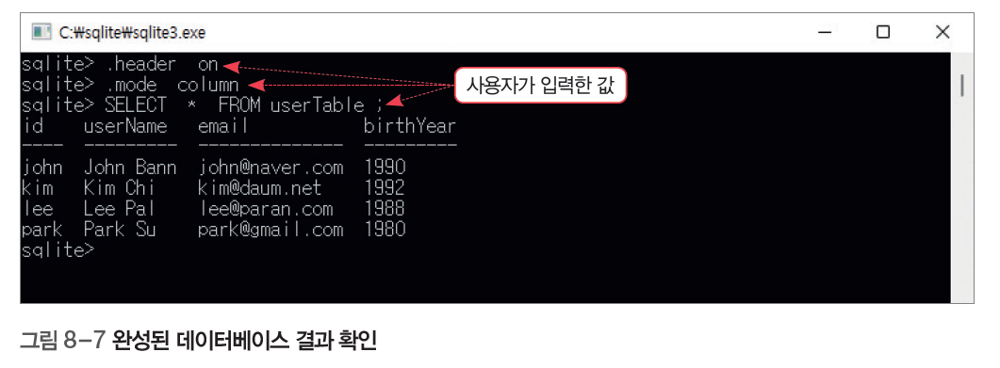 C:₩sqlite₩sqlite3.exe
sqlite> .header on
sqlite> .mode column
사용자가 입력한 값
sqlite> SELECT * FROM userTable ;
id userName email birthYear
---- --------- -------------- ---------
john John Bann john@naver.com 1990
kim Kim Chi kim@daum.net 1992
lee Lee Pal lee@paran.com 1988
park Park Su park@gmail.com 1980
sqlite>
그림 8-7 완성된 데이터베이스 결과 확인